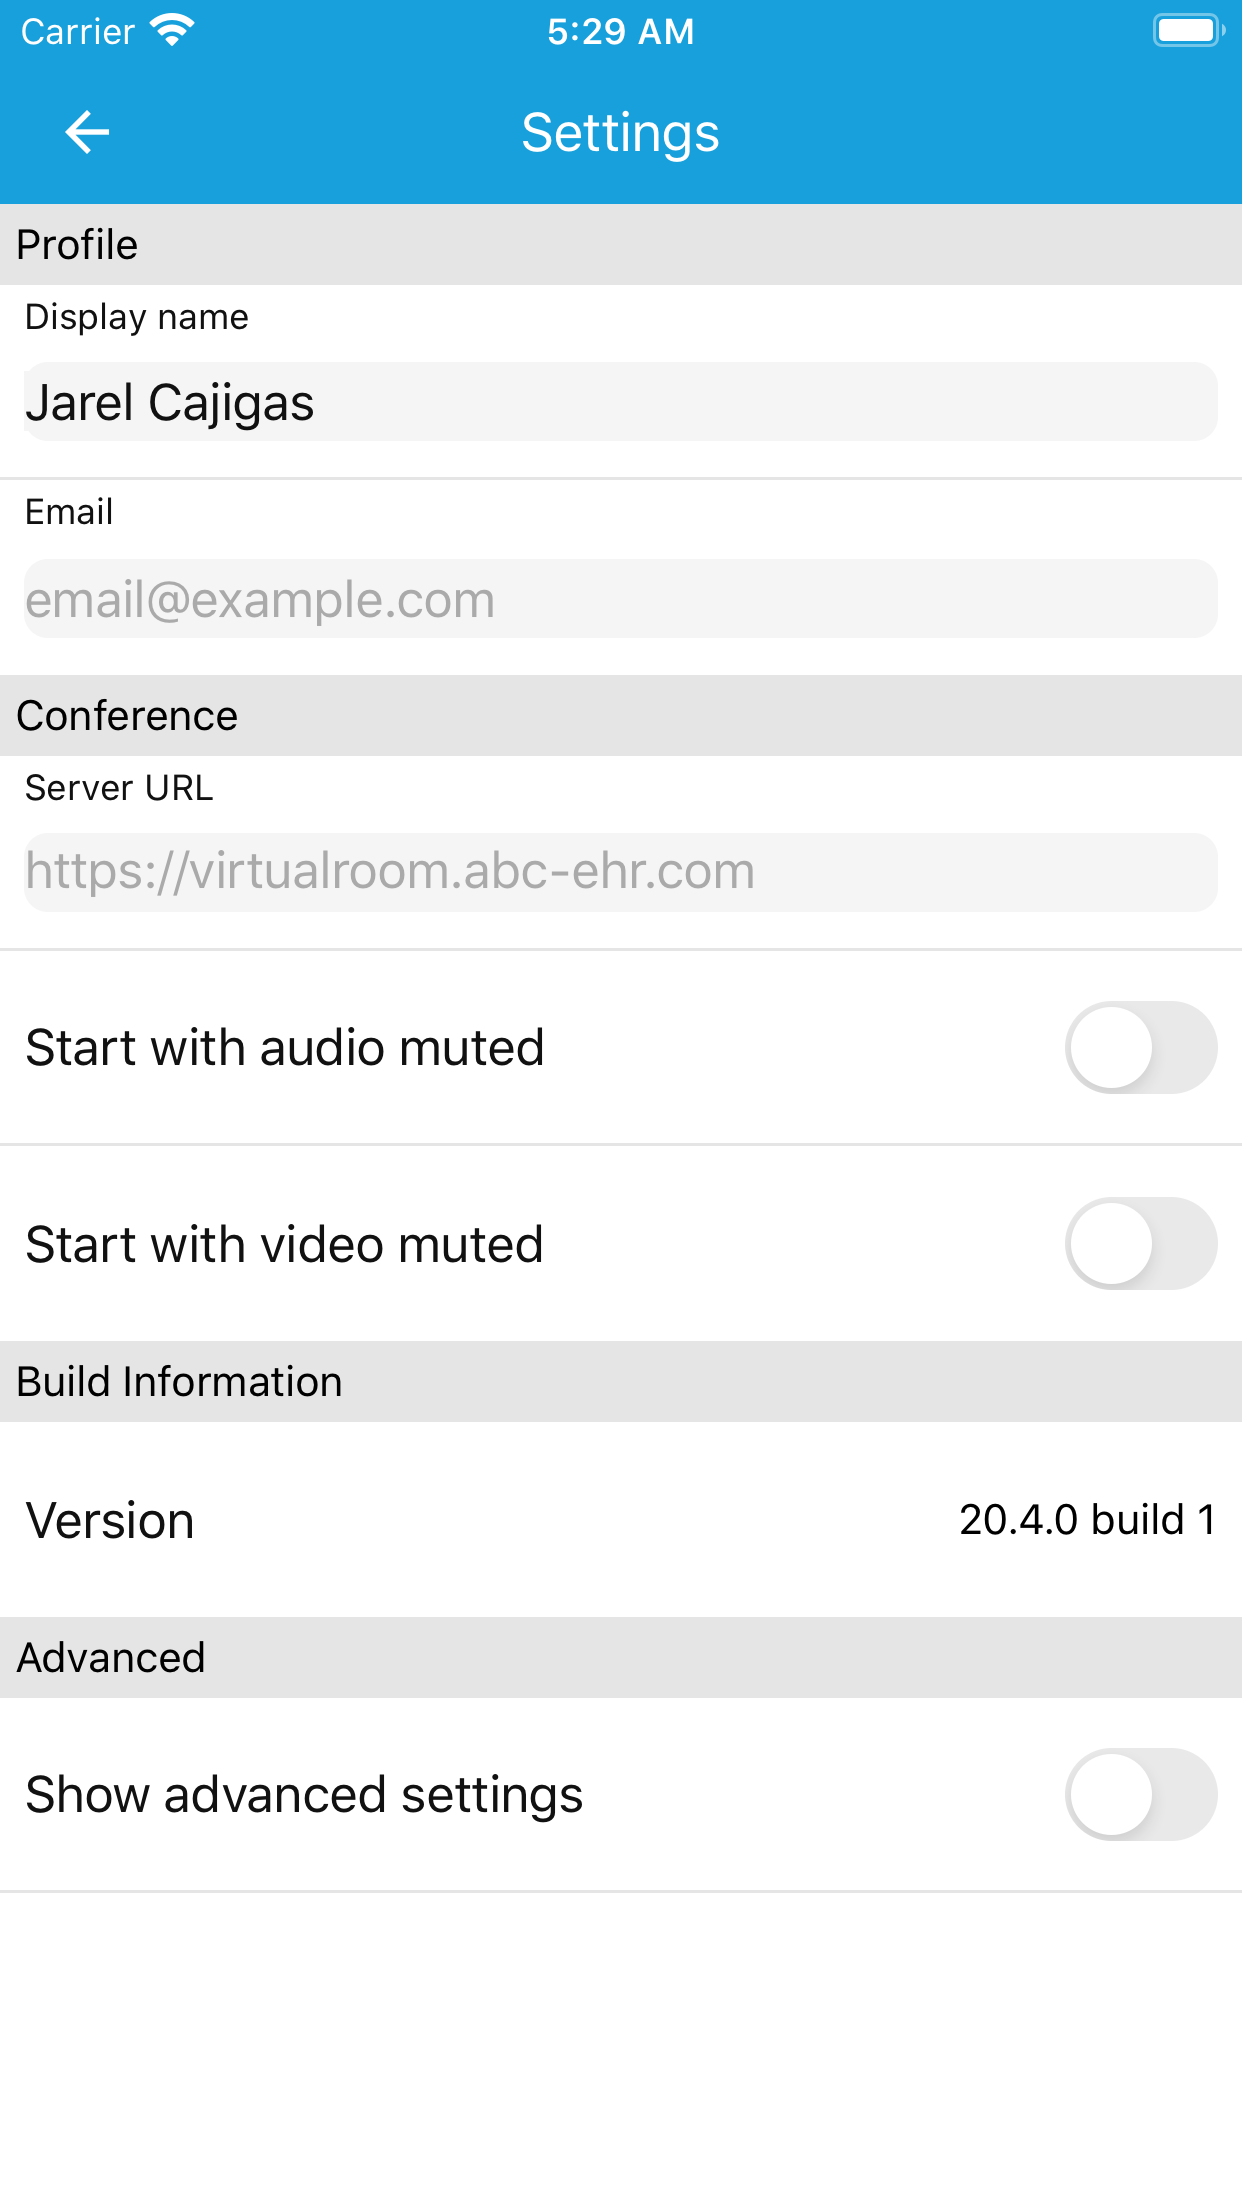 Carrier 5:29 AM
Settings
Profile
Display name
Jarel Cajigas
Email
email@example.com
Conference
Server URL
https://virtualroom.abc-ehr.com
Start with audio muted
Start with video muted
Build Information
Version 20.4.0 build 1
Advanced
Show advanced settings